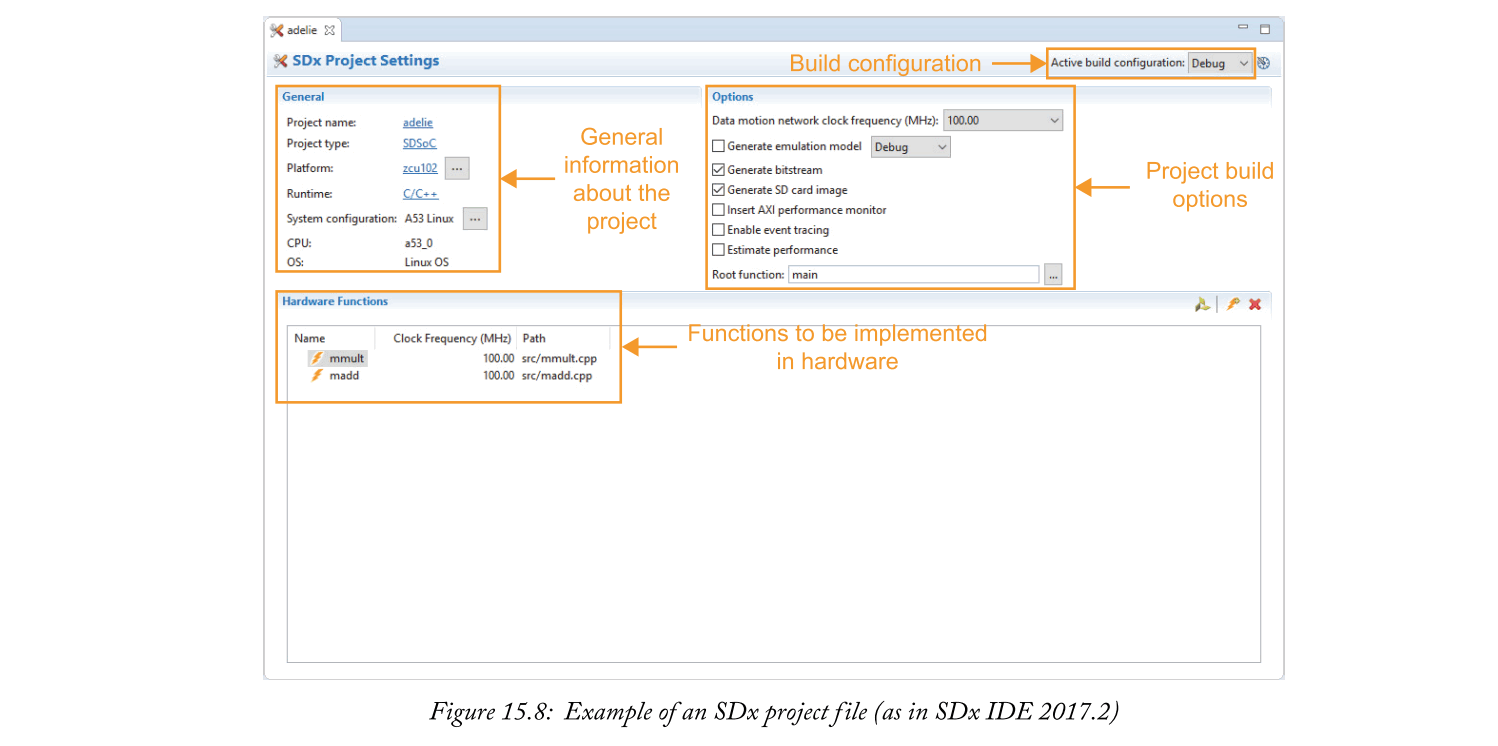 adelie
SDx Project Settings
Build configuration
Active build configuration: Debug
General
Project name: adelie
Project type: SDSoC
Platform: zcu102 ...
Runtime: C/C++
System configuration: A53 Linux ...
CPU: a53_0
OS: Linux OS
General
information
about the
project
Options
Data motion network clock frequency (MHz): 100.00
Generate emulation model Debug
Generate bitstream
Generate SD card image
Insert AXI performance monitor
Enable event tracing
Estimate performance
Root function: main ...
Project build
options
Hardware Functions
Name Clock Frequency (MHz) Path
mmult 100.00 src/mmult.cpp
madd 100.00 src/madd.cpp
Functions to be implemented
in hardware
Figure 15.8: Example of an SDx project file (as in SDx IDE 2017.2)